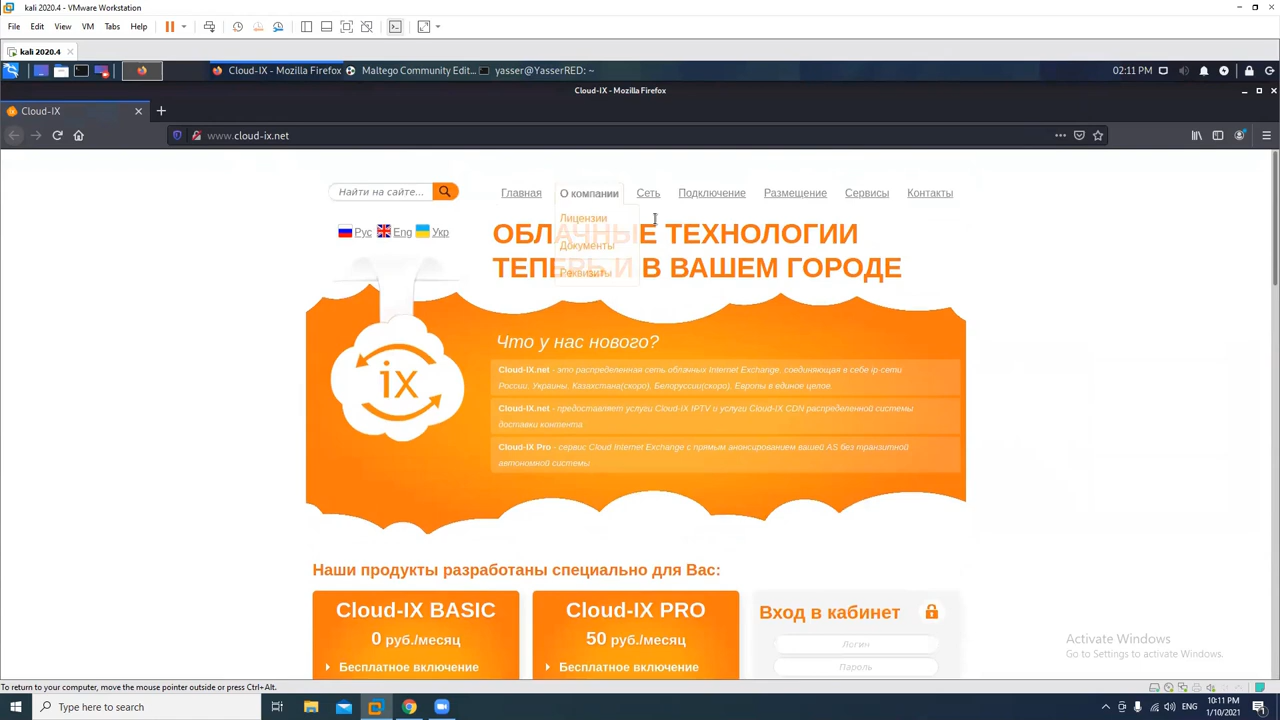 kali 2020.4 - VMware Workstation
File Edit View VM Tabs Help
kali 2020.4
Cloud-IX - Mozilla Firefox Maltego Community Edit... yasser@YasserRED: ~ 02:11 PM
Cloud-IX - Mozilla Firefox
Cloud-IX
www.cloud-ix.net
Найти на сайте... Главная О компании Сеть Подключение Размещение Сервисы Контакты
Лицензии
Документы
Реквизиты
Рус Eng Укр
ОБЛАЧНЫЕ ТЕХНОЛОГИИ
ТЕПЕРЬ И В ВАШЕМ ГОРОДЕ
ix
Что у нас нового?
Cloud-IX.net - это распределенная сеть облачных Internet Exchange, соединяющая в себе ip-сети
России, Украины, Казахстана(скоро), Белоруссии(скоро), Европы в единое целое.
Cloud-IX.net - предоставляет услуги Cloud-IX IPTV и услуги Cloud-IX CDN распределенной системы
доставки контента
Cloud-IX Pro - сервис Cloud Internet Exchange с прямым анонсированием вашей AS без транзитной
автономной системы
Наши продукты разработаны специально для Вас:
Cloud-IX BASIC
0 руб./месяц
Бесплатное включение
Cloud-IX PRO
50 руб./месяц
Бесплатное включение
Вход в кабинет
Логин
Пароль
Activate Windows
Go to Settings to activate Windows.
To return to your computer, move the mouse pointer outside or press Ctrl+Alt.
Type here to search
10:11 PM
1/10/2021